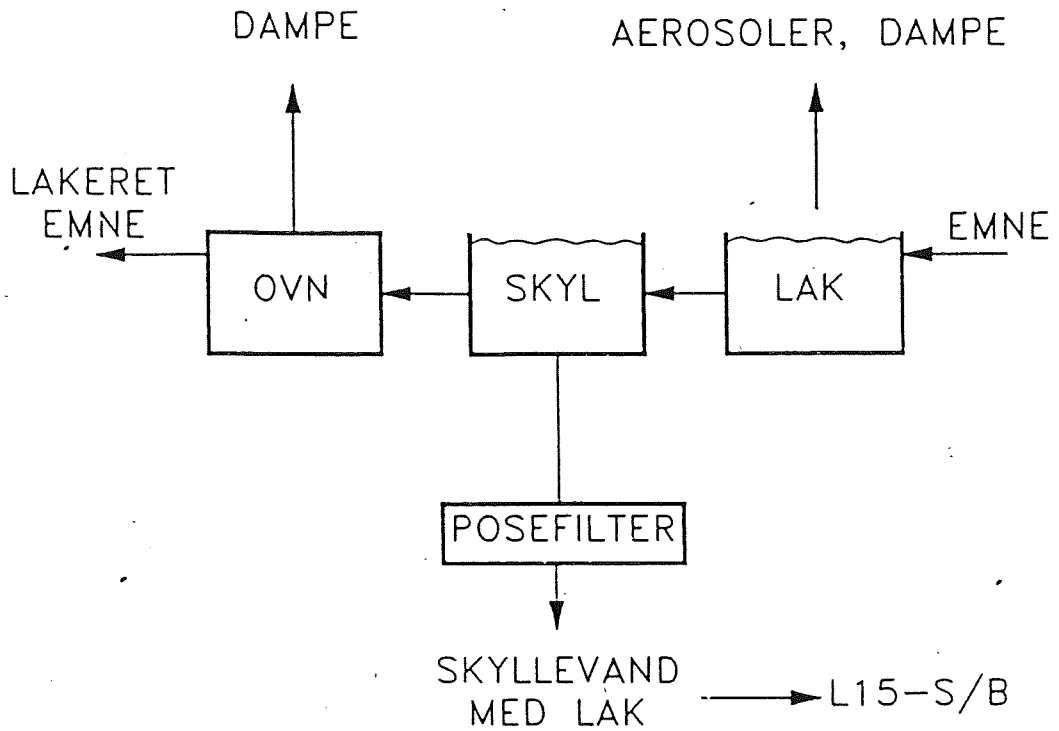 DAMPE
AEROSOLER, DAMPE
LAKERET
EMNE
OVN
SKYL
LAK
EMNE
POSEFILTER
SKYLLEVAND
MED LAK
L15-S/B